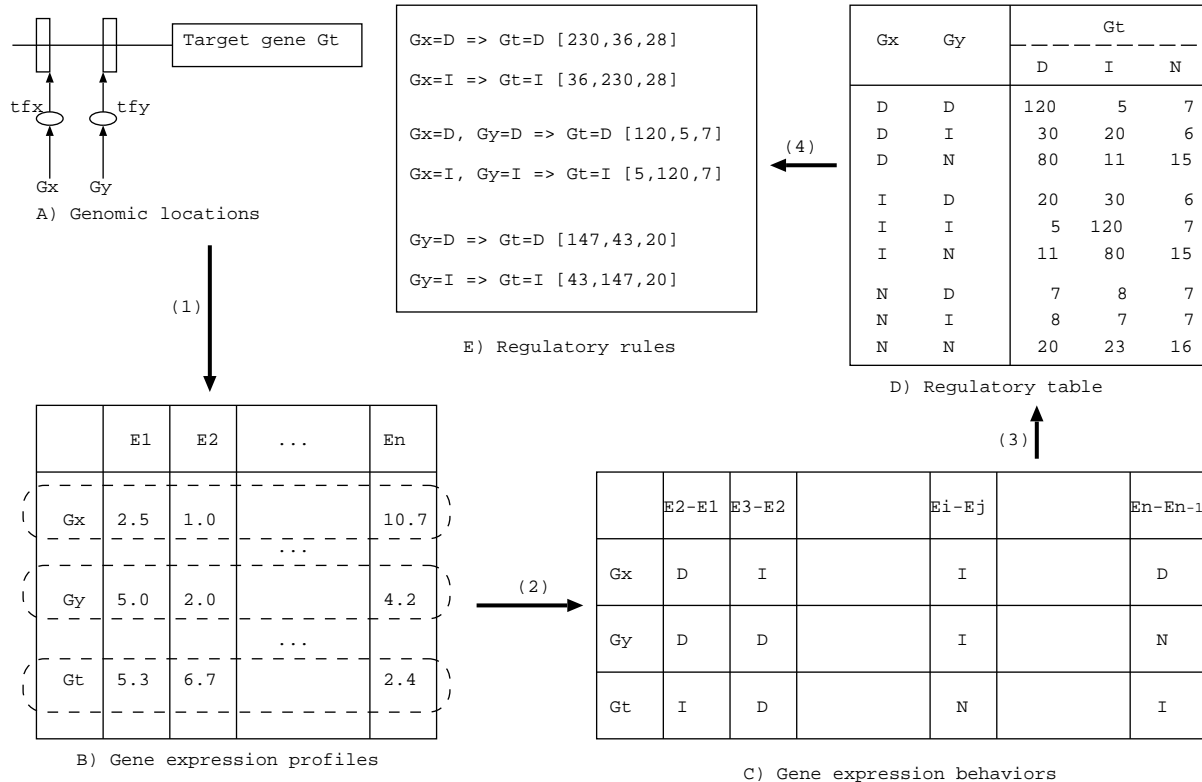 Target gene Gt
tfx tfy
Gx Gy
A) Genomic locations
(1)
Gx=D => Gt=D [230,36,28]
Gx=I => Gt=I [36,230,28]
Gx=D, Gy=D => Gt=D [120,5,7]
Gx=I, Gy=I => Gt=I [5,120,7]
Gy=D => Gt=D [147,43,20]
Gy=I => Gt=I [43,147,20]
E) Regulatory rules
(4)
Gt
Gx Gy
D I N
D D 120 5 7
D I 30 20 6
D N 80 11 15
I D 20 30 6
I I 5 120 7
I N 11 80 15
N D 7 8 7
N I 8 7 7
N N 20 23 16
D) Regulatory table
(3)
E1 E2 ... En
Gx 2.5 1.0 10.7
...
Gy 5.0 2.0 4.2
...
Gt 5.3 6.7 2.4
B) Gene expression profiles
(2)
E2-E1 E3-E2 Ei-Ej En-En-1
Gx D I I D
Gy D D I N
Gt I D N I
C) Gene expression behaviors